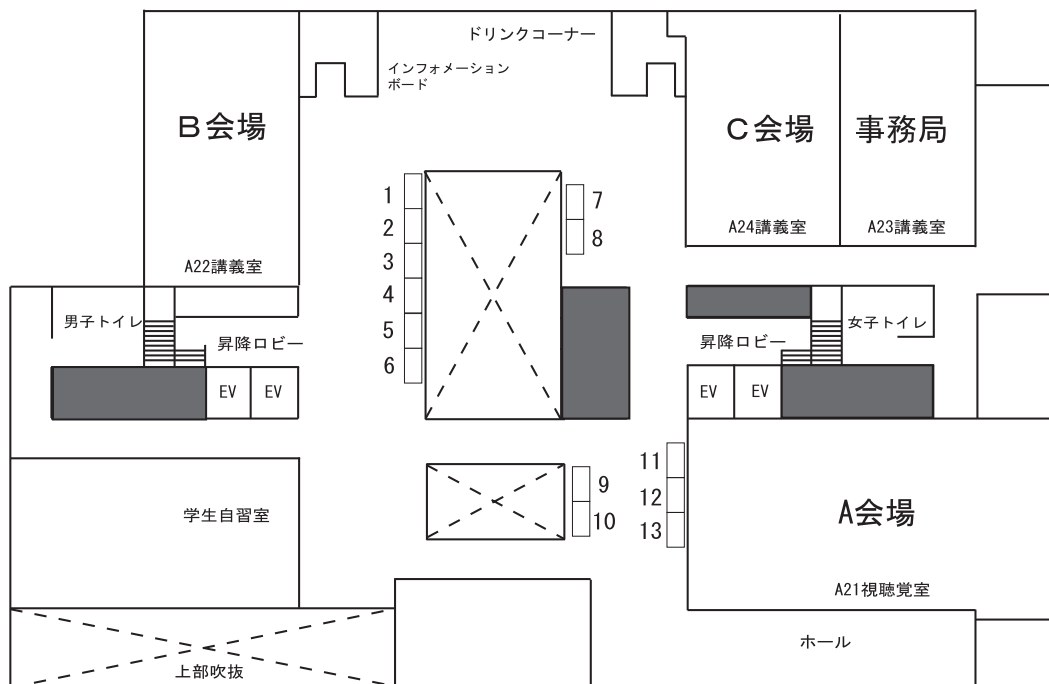 ドリンクコーナー
インフォメーション
ボード
B会場
C会場
事務局
1
2
3
4
5
6
7
8
A22講義室
A24講義室
A23講義室
男子トイレ
昇降ロビー
昇降ロビー
女子トイレ
EV
EV
EV
EV
9
10
11
12
13
学生自習室
A会場
A21視聴覚室
ホール
上部吹抜